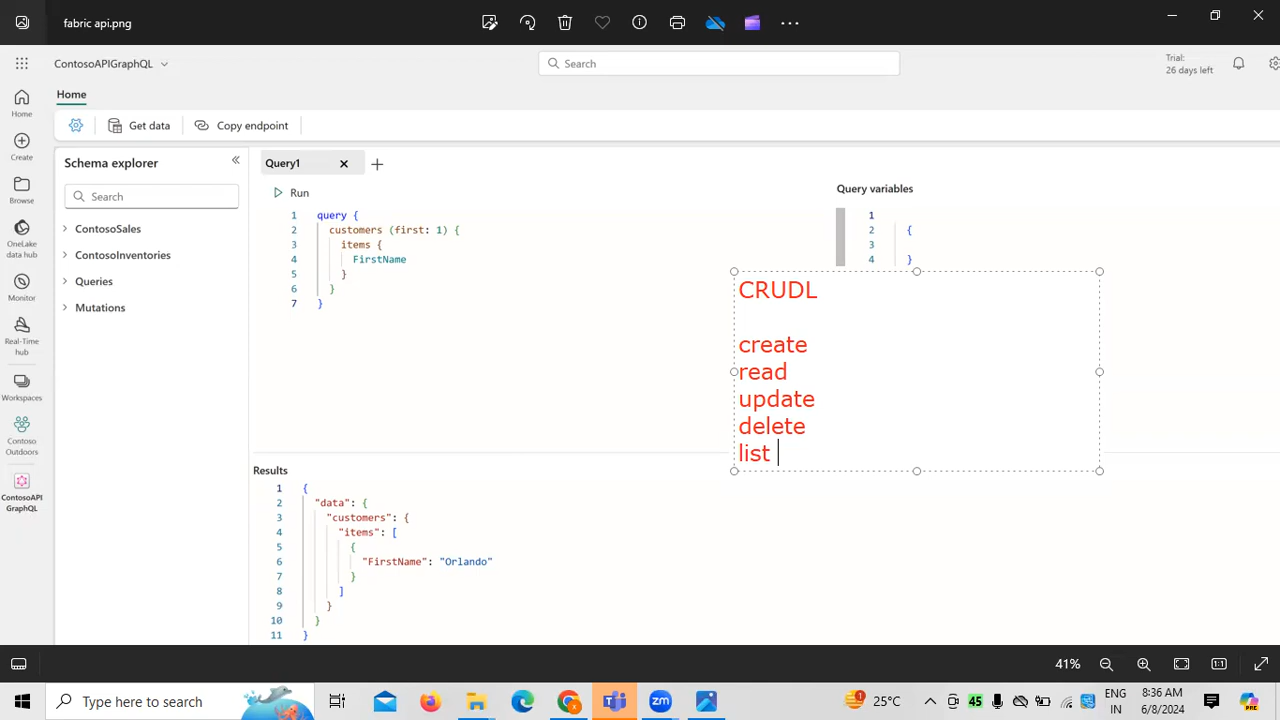 fabric api.png
ContosoAPIGraphQL
Search
Trial:
26 days left
Home
Get data
Copy endpoint
Home
Create
Browse
OneLake
data hub
Monitor
Real-Time
hub
Workspaces
Contoso
Outdoors
ContosoAPI
GraphQL
Schema explorer
Search
ContosoSales
ContosoInventories
Queries
Mutations
Query1
Run
1 query {
2 customers (first: 1) {
3 items {
4 FirstName
5 }
6 }
7 }
Query variables
1
2 {
3
4 }
CRUDL
create
read
update
delete
list
Results
1 {
2 "data": {
3 "customers": {
4 "items": [
5 {
6 "FirstName": "Orlando"
7 }
8 ]
9 }
10 }
11 }
41%
1:1
Type here to search
1
25°C
45
ENG
IN
8:36 AM
6/8/2024